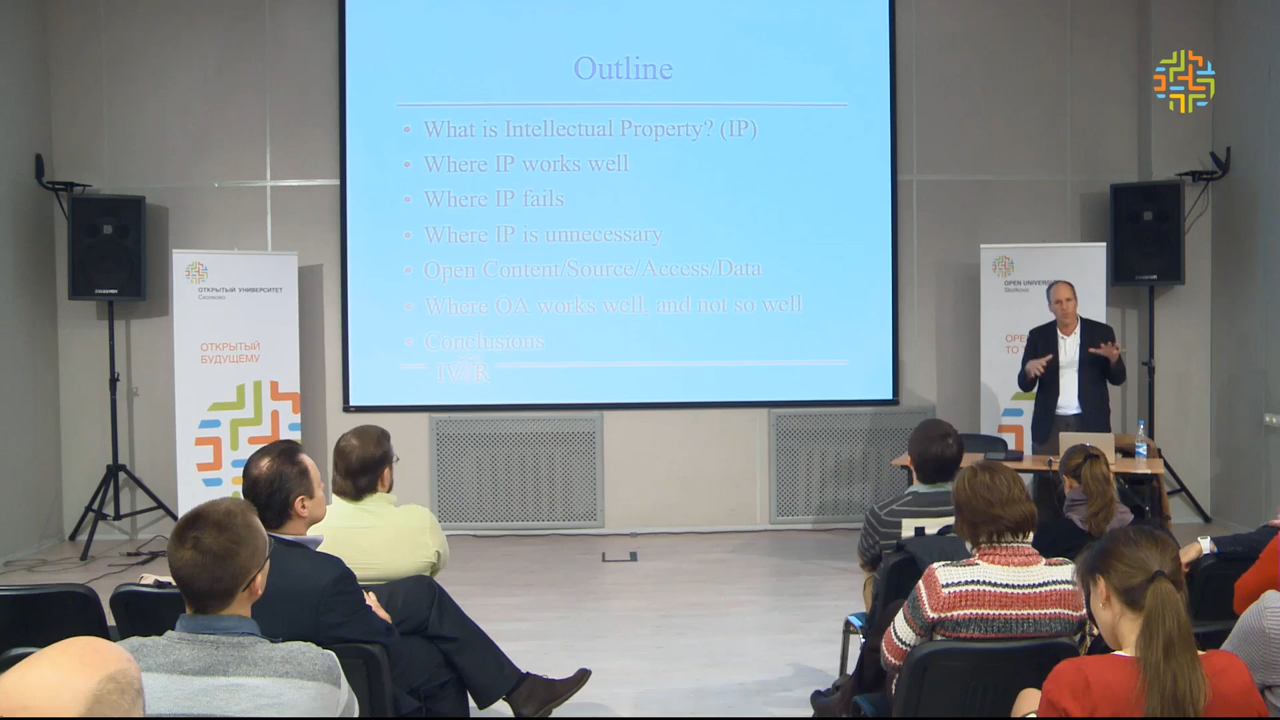 Outline
• What is Intellectual Property? (IP)
• Where IP works well
• Where IP fails
• Where IP is unnecessary
• Open Content/Source/Access/Data
• Where OA works well, and not so well
• Conclusions
ОТКРЫТЫЙ УНИВЕРСИТЕТ
Сколково
ОТКРЫТЫЙ
БУДУЩЕМУ
OPEN
Skolkovo
TO